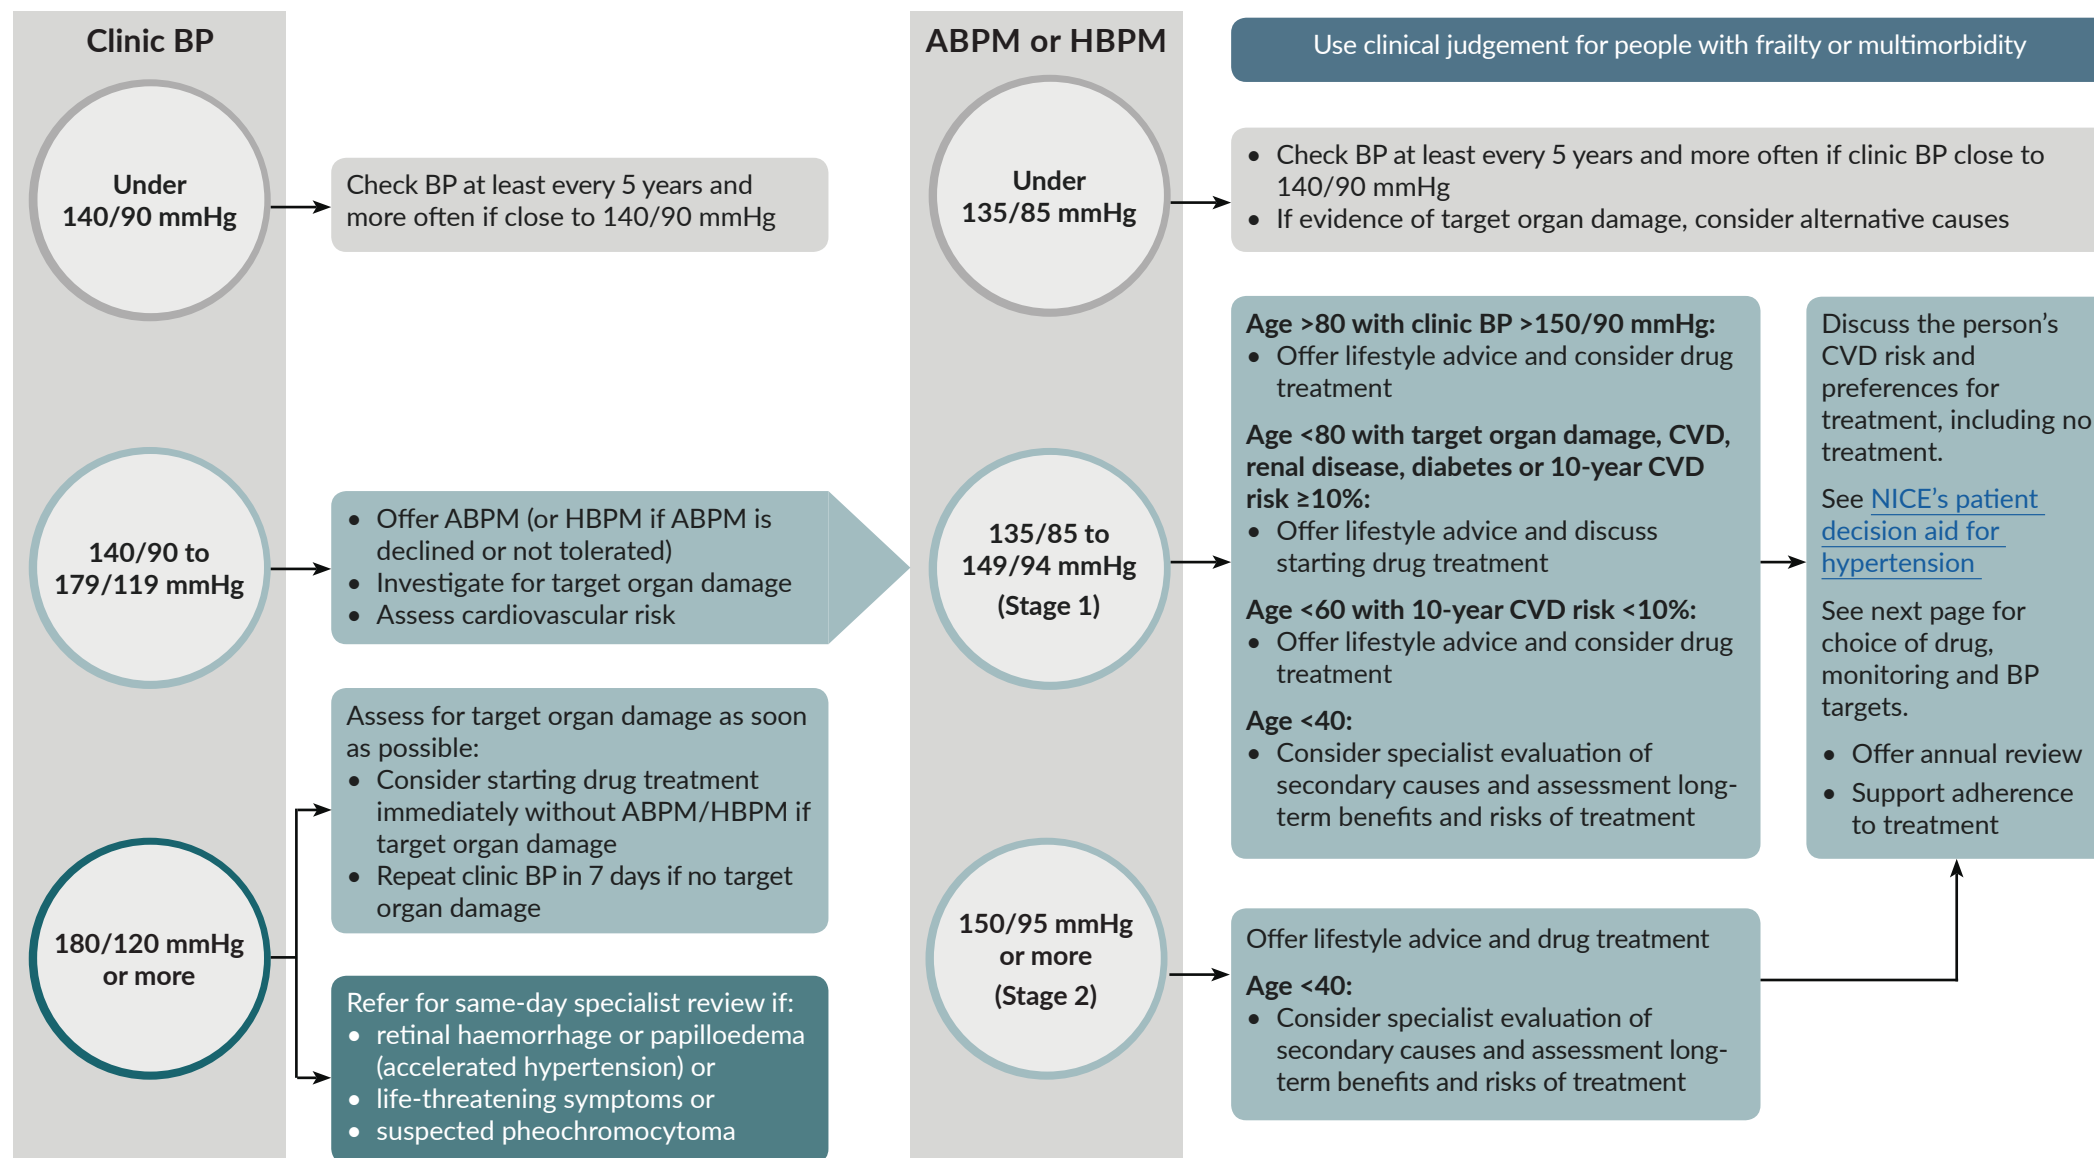 Clinic BP
Under
140/90 mmHg
Check BP at least every 5 years and
more often if close to 140/90 mmHg
140/90 to
179/119 mmHg
• Offer ABPM (or HBPM if ABPM is
declined or not tolerated)
• Investigate for target organ damage
• Assess cardiovascular risk
180/120 mmHg
or more
Assess for target organ damage as soon
as possible:
• Consider starting drug treatment
immediately without ABPM/HBPM if
target organ damage
• Repeat clinic BP in 7 days if no target
organ damage
Refer for same-day specialist review if:
• retinal haemorrhage or papilloedema
(accelerated hypertension) or
• life-threatening symptoms or
• suspected pheochromocytoma
ABPM or HBPM
Use clinical judgement for people with frailty or multimorbidity
Under
135/85 mmHg
• Check BP at least every 5 years and more often if clinic BP close to
140/90 mmHg
• If evidence of target organ damage, consider alternative causes
135/85 to
149/94 mmHg
(Stage 1)
Age >80 with clinic BP >150/90 mmHg:
• Offer lifestyle advice and consider drug
treatment
Age <80 with target organ damage, CVD,
renal disease, diabetes or 10-year CVD
risk ≥10%:
• Offer lifestyle advice and discuss
starting drug treatment
Age <60 with 10-year CVD risk <10%:
• Offer lifestyle advice and consider drug
treatment
Age <40:
• Consider specialist evaluation of
secondary causes and assessment long-
term benefits and risks of treatment
Discuss the person's
CVD risk and
preferences for
treatment, including no
treatment.
See NICE's patient
decision aid for
hypertension
See next page for
choice of drug,
monitoring and BP
targets.
• Offer annual review
• Support adherence
to treatment
150/95 mmHg
or more
(Stage 2)
Offer lifestyle advice and drug treatment
Age <40:
• Consider specialist evaluation of
secondary causes and assessment long-
term benefits and risks of treatment